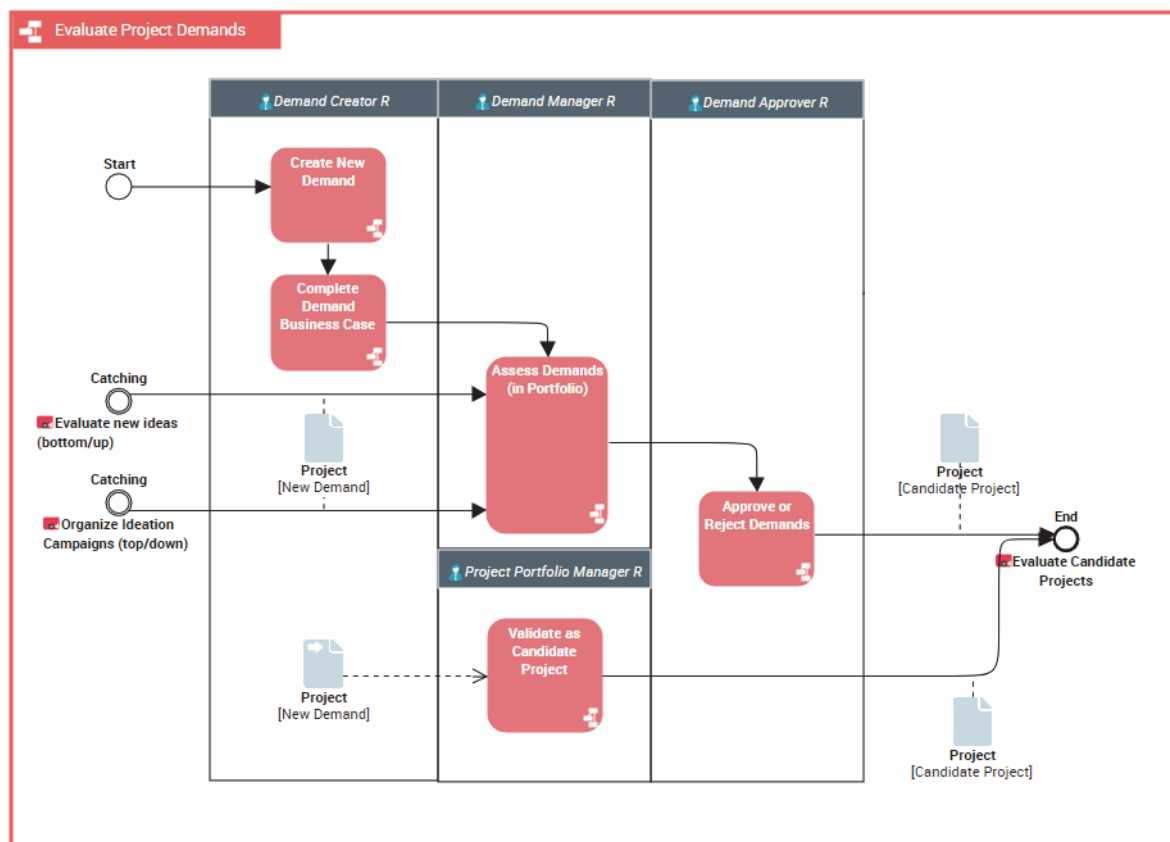 Evaluate Project Demands
Demand Creator R
Demand Manager R
Demand Approver R
Start
Create New
Demand
Complete
Demand
Business Case
Catching
Evaluate new ideas
(bottom/up)
Assess Demands
(in Portfolio)
Project
[New Demand]
Catching
Organize Ideation
Campaigns (top/down)
Approve or
Reject Demands
Project
[Candidate Project]
End
Evaluate Candidate
Projects
Project Portfolio Manager R
Validate as
Candidate
Project
Project
[New Demand]
Project
[Candidate Project]